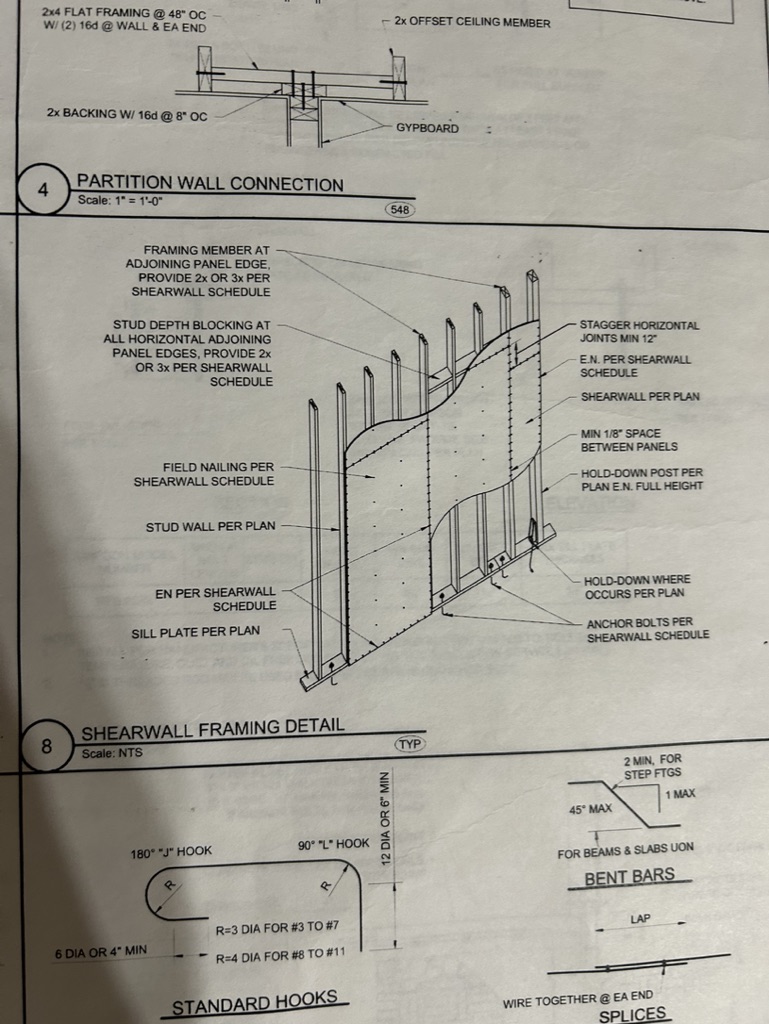 2x4 FLAT FRAMING @ 48" OC
W/ (2) 16d @ WALL & EA END
2x OFFSET CEILING MEMBER
2x BACKING W/ 16d @ 8" OC
GYPBOARD
4
PARTITION WALL CONNECTION
Scale: 1" = 1'-0"
548
FRAMING MEMBER AT
ADJOINING PANEL EDGE,
PROVIDE 2x OR 3x PER
SHEARWALL SCHEDULE
STUD DEPTH BLOCKING AT
ALL HORIZONTAL ADJOINING
PANEL EDGES, PROVIDE 2x
OR 3x PER SHEARWALL
SCHEDULE
FIELD NAILING PER
SHEARWALL SCHEDULE
STUD WALL PER PLAN
EN PER SHEARWALL
SCHEDULE
SILL PLATE PER PLAN
STAGGER HORIZONTAL
JOINTS MIN 12"
E.N. PER SHEARWALL
SCHEDULE
SHEARWALL PER PLAN
MIN 1/8" SPACE
BETWEEN PANELS
HOLD-DOWN POST PER
PLAN E.N. FULL HEIGHT
HOLD-DOWN WHERE
OCCURS PER PLAN
ANCHOR BOLTS PER
SHEARWALL SCHEDULE
8
SHEARWALL FRAMING DETAIL
Scale: NTS
TYP
180° "J" HOOK
90° "L" HOOK
12 DIA OR 6" MIN
R
R
R=3 DIA FOR #3 TO #7
6 DIA OR 4" MIN
R=4 DIA FOR #8 TO #11
STANDARD HOOKS
2 MIN, FOR
STEP FTGS
1 MAX
45° MAX
FOR BEAMS & SLABS UON
BENT BARS
LAP
WIRE TOGETHER @ EA END
SPLICES